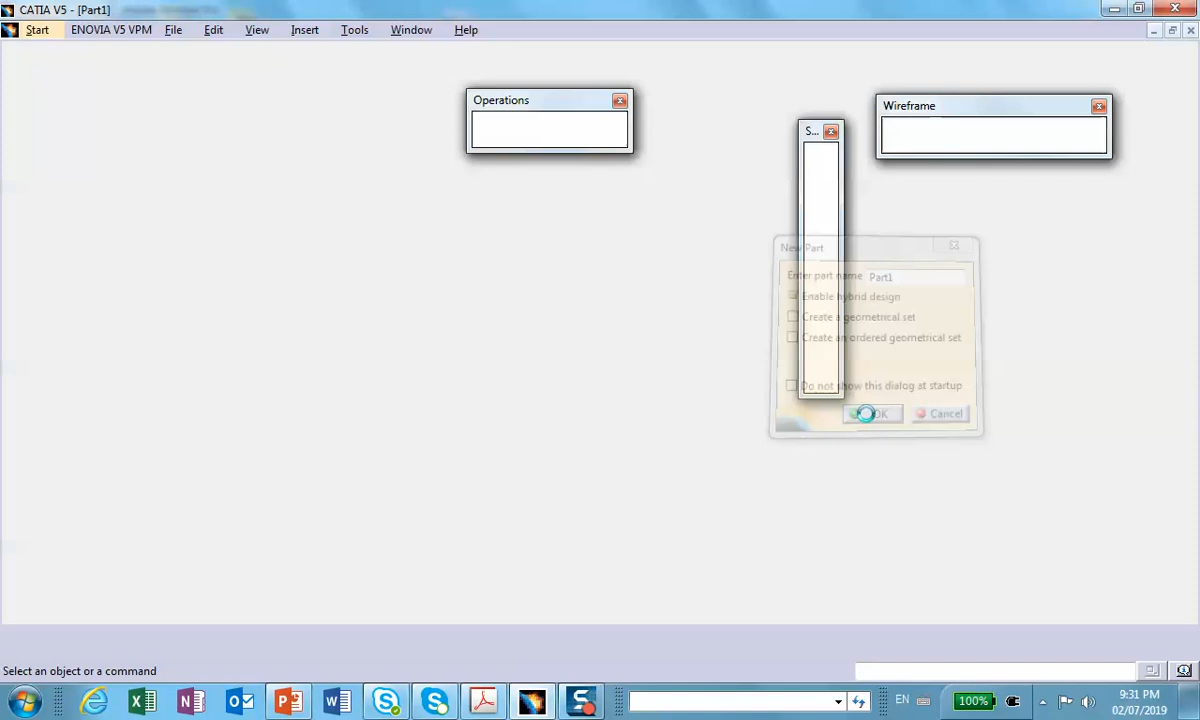 CATIA V5 - [Part1]
Start ENOVIA V5 VPM File Edit View Insert Tools Window Help
Operations
S...
Wireframe
New Part
Enter part name Part1
Enable hybrid design
Create a geometrical set
Create an ordered geometrical set
Do not show this dialog at startup
OK Cancel
Select an object or a command
EN 100% 9:31 PM
02/07/2019